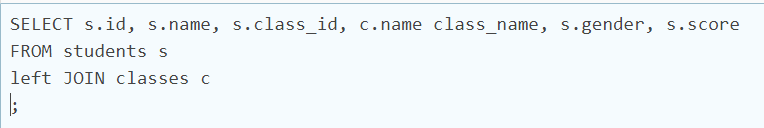 SELECT s.id, s.name, s.class_id, c.name class_name, s.gender, s.score
FROM students s
left JOIN classes c
;